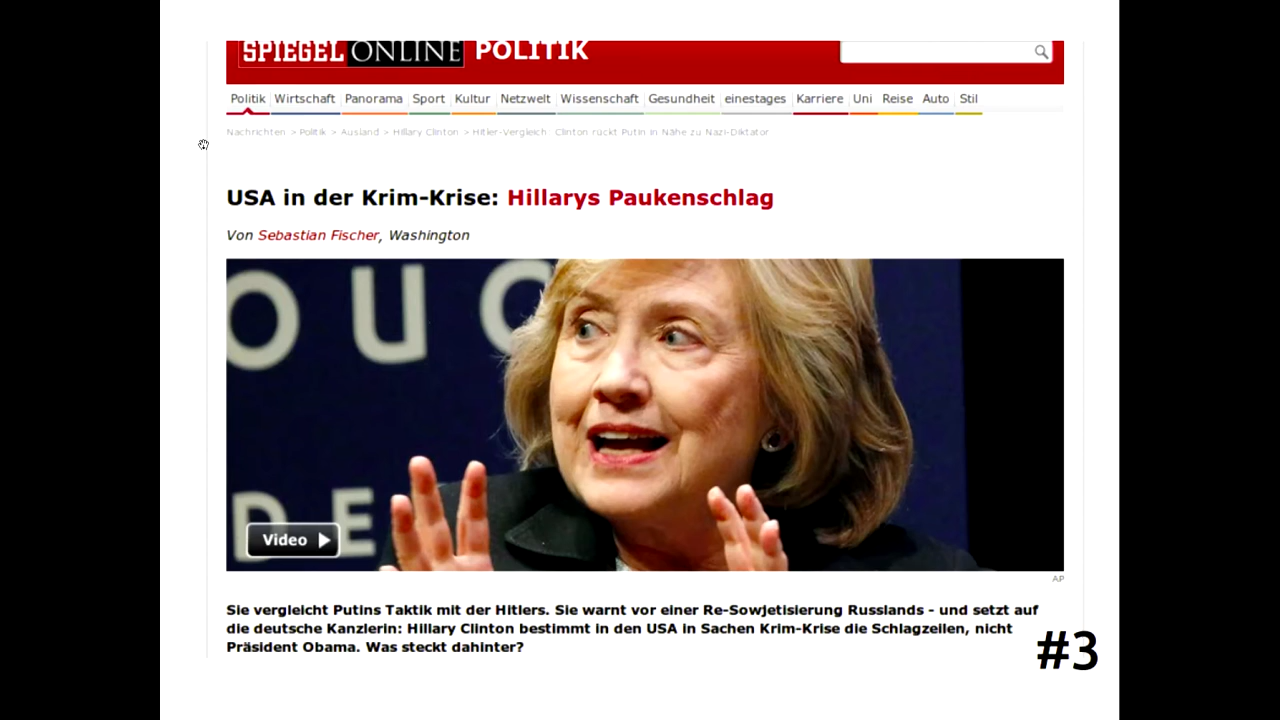 SPIEGEL ONLINE POLITIK
Politik Wirtschaft Panorama Sport Kultur Netzwelt Wissenschaft Gesundheit einestages Karriere Uni Reise Auto Stil
Nachrichten > Politik > Ausland > Hillary Clinton > Hitler-Vergleich: Clinton rückt Putin in Nähe zu Nazi-Diktator
USA in der Krim-Krise: Hillarys Paukenschlag
Von Sebastian Fischer, Washington
OUC
DE
Video
AP
Sie vergleicht Putins Taktik mit der Hitlers. Sie warnt vor einer Re-Sowjetisierung Russlands - und setzt auf
die deutsche Kanzlerin: Hillary Clinton bestimmt in den USA in Sachen Krim-Krise die Schlagzeilen, nicht
Präsident Obama. Was steckt dahinter?
#3